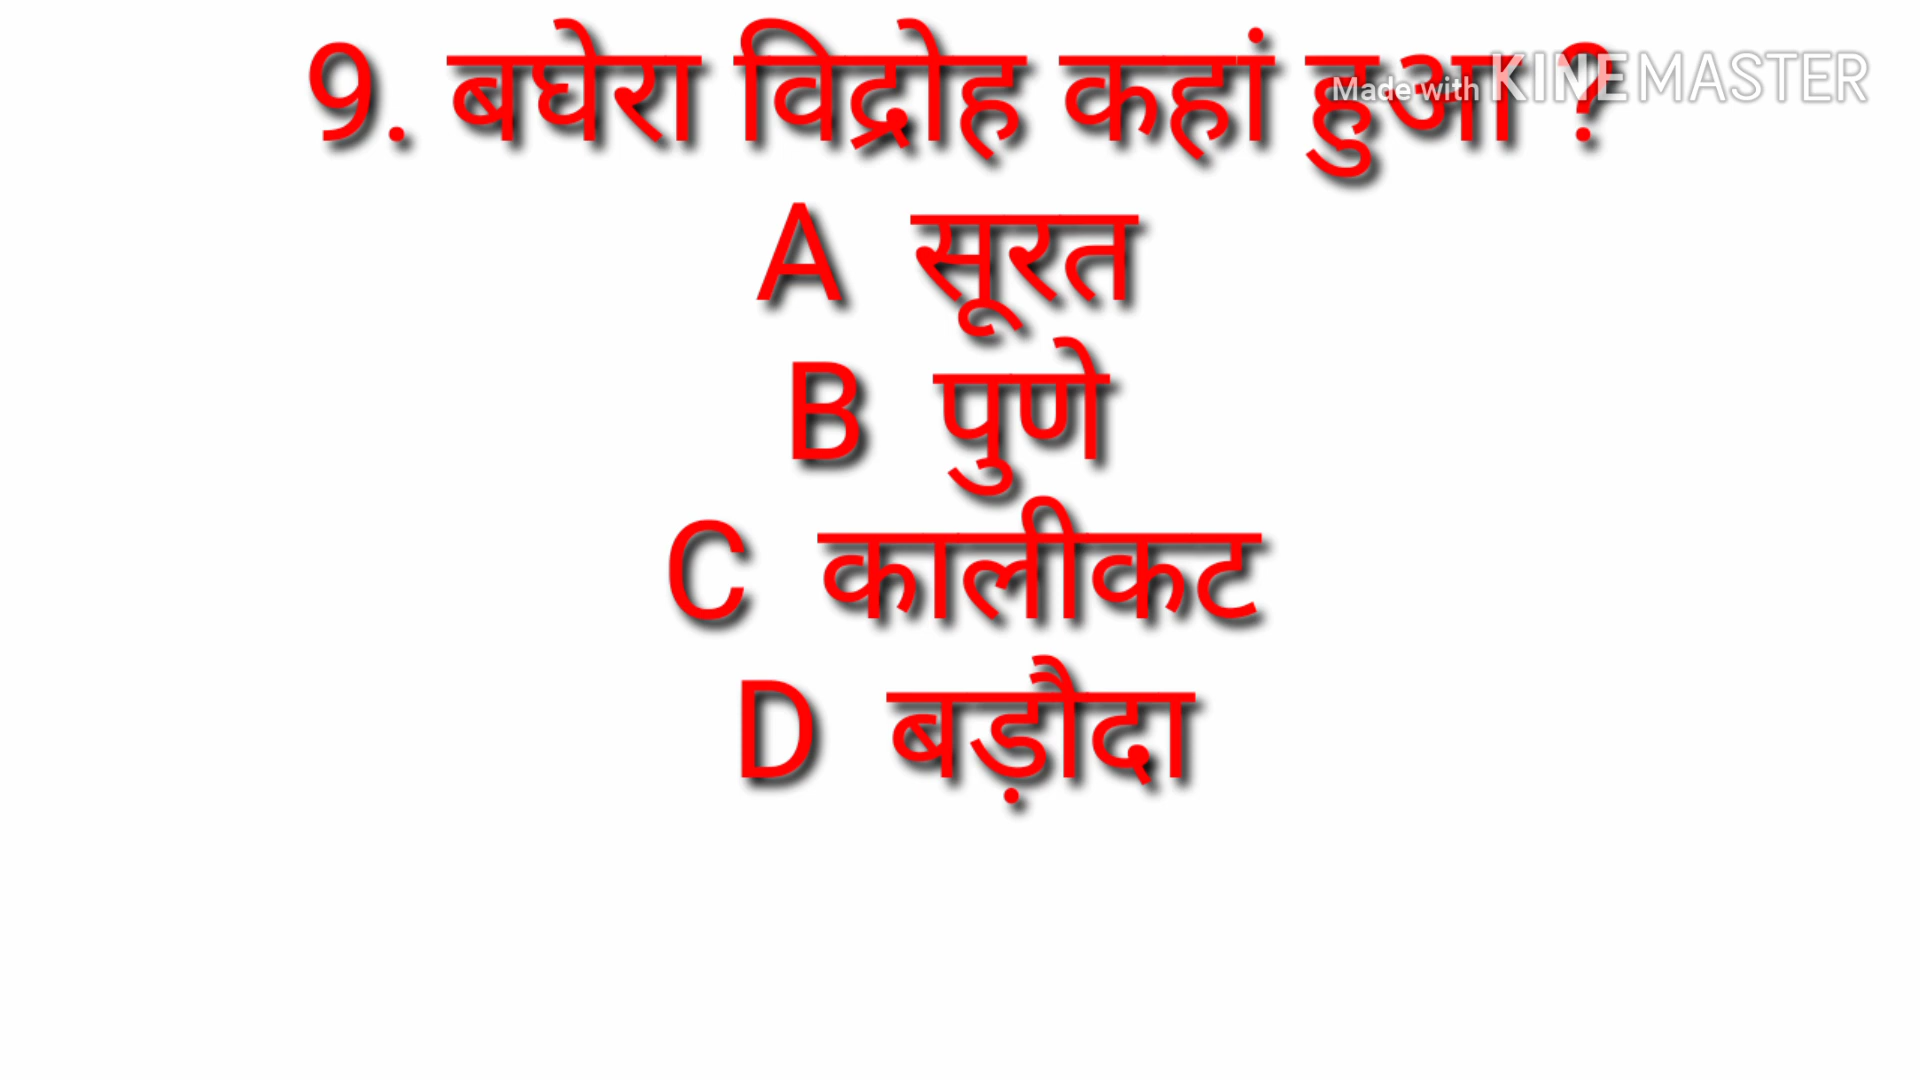 9. बघेरा विद्रोह कहां हुआ ?
Made with KINEMASTER
A सूरत
B पुणे
C कालीकट
D बड़ौदा